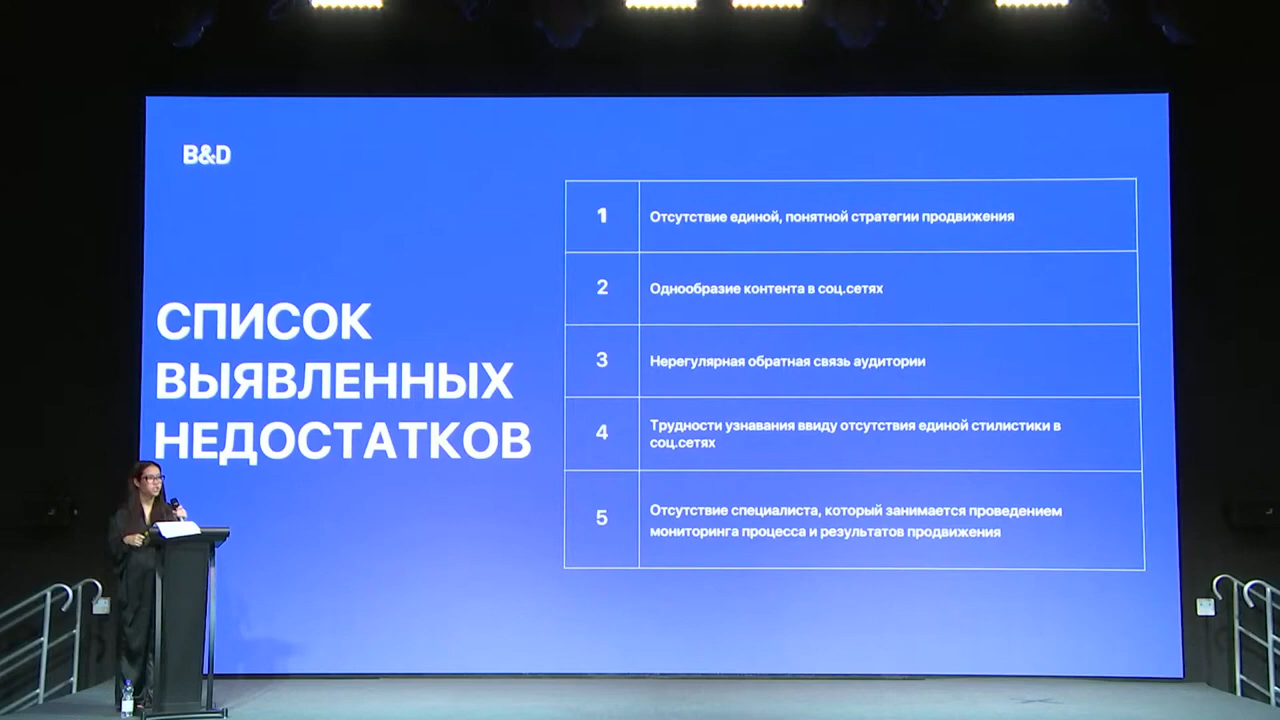 B&D
СПИСОК
ВЫЯВЛЕННЫХ
НЕДОСТАТКОВ
1
Отсутствие единой, понятной стратегии продвижения
2
Однообразие контента в соц.сетях
3
Нерегулярная обратная связь аудитории
4
Трудности узнавания ввиду отсутствия единой стилистики в
соц.сетях
5
Отсутствие специалиста, который занимается проведением
мониторинга процесса и результатов продвижения